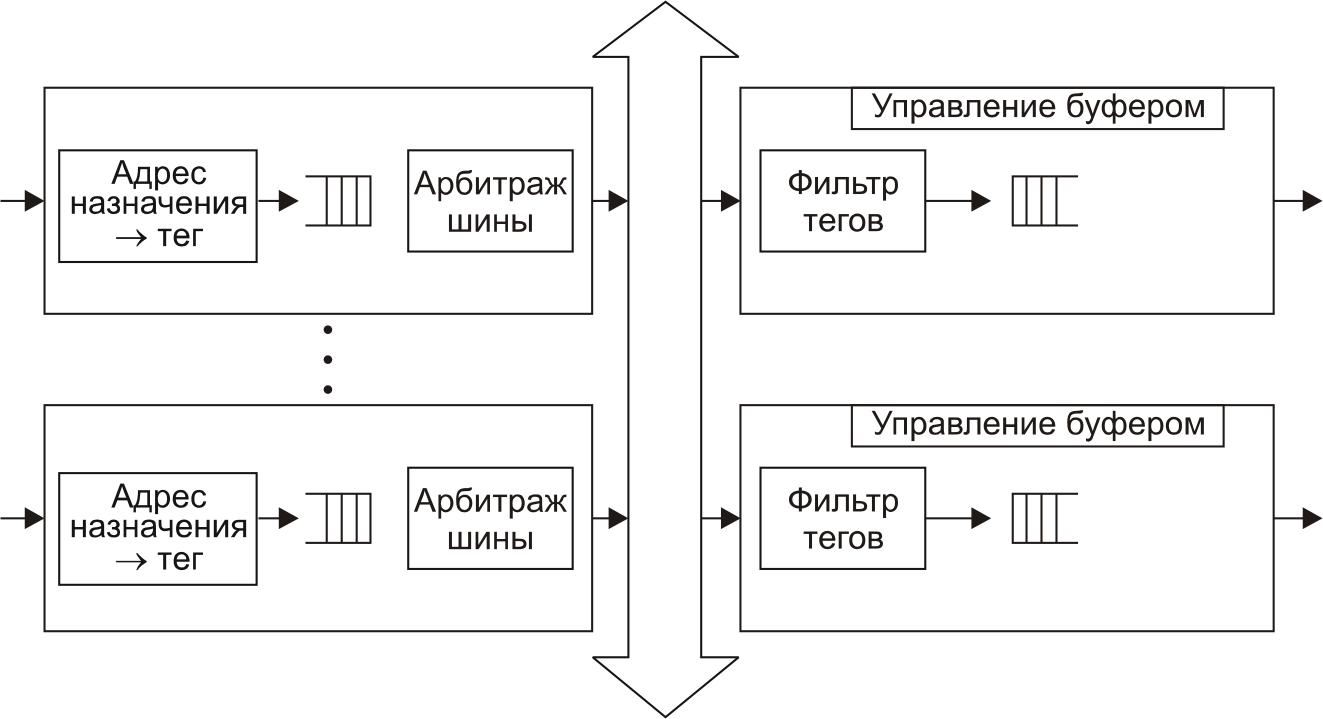 Управление буфером
Адрес
назначения
→ тег
Арбитраж
шины
Фильтр
тегов
Управление буфером
Адрес
назначения
→ тег
Арбитраж
шины
Фильтр
тегов